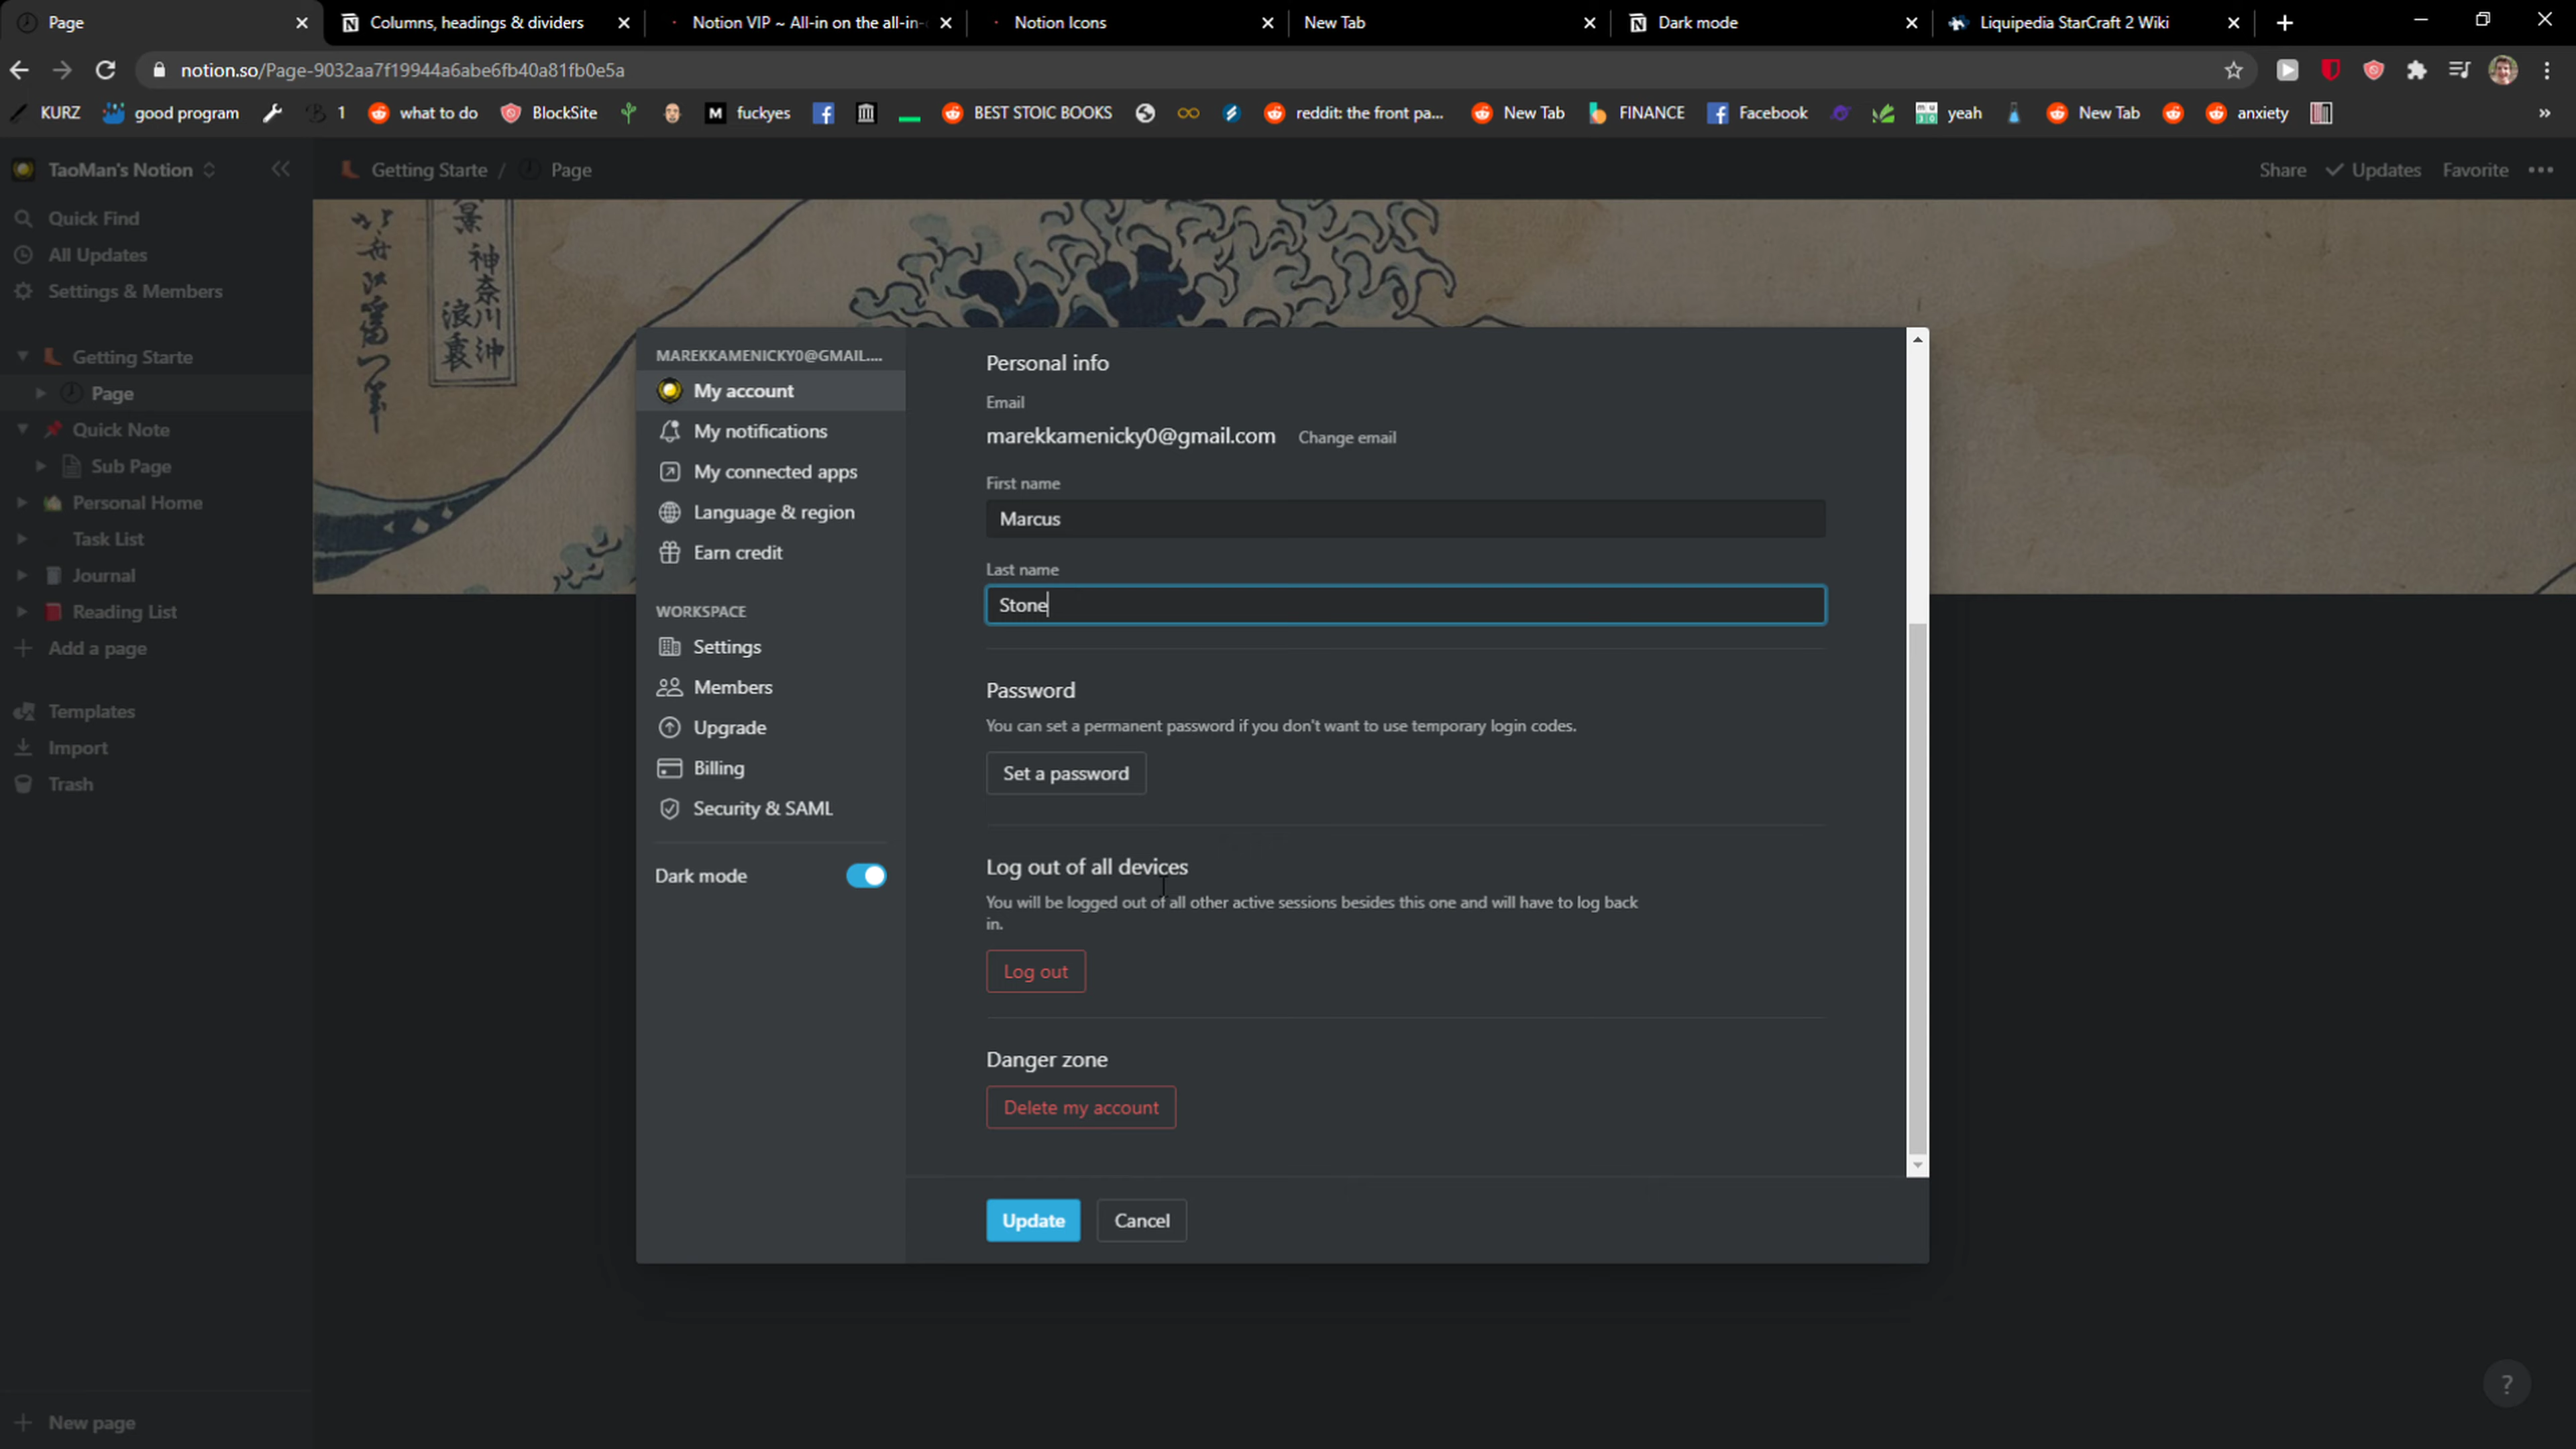 Page
Columns, headings & dividers
Notion VIP ~ All-in on the all-in-
Notion Icons
New Tab
Dark mode
Liquipedia StarCraft 2 Wiki
notion.so/Page-9032aa7f19944a6abe6fb40a81fb0e5a
KURZ
good program
1
what to do
BlockSite
M
fuckyes
BEST STOIC BOOKS
reddit: the front pa...
New Tab
FINANCE
Facebook
yeah
New Tab
anxiety
TaoMan's Notion
Getting Starte / Page
Share
Updates
Favorite
Quick Find
All Updates
Settings & Members
Getting Starte
Page
Quick Note
Sub Page
Personal Home
Task List
Journal
Reading List
Add a page
Templates
Import
Trash
New page
神奈川沖
浪裏
MAREKKAMENICKY0@GMAIL....
My account
My notifications
My connected apps
Language & region
Earn credit
WORKSPACE
Settings
Members
Upgrade
Billing
Security & SAML
Dark mode
Personal info
Email
marekkamenicky0@gmail.com Change email
First name
Marcus
Last name
Stone
Password
You can set a permanent password if you don't want to use temporary login codes.
Set a password
Log out of all devices
You will be logged out of all other active sessions besides this one and will have to log back
in.
Log out
Danger zone
Delete my account
Update
Cancel
?